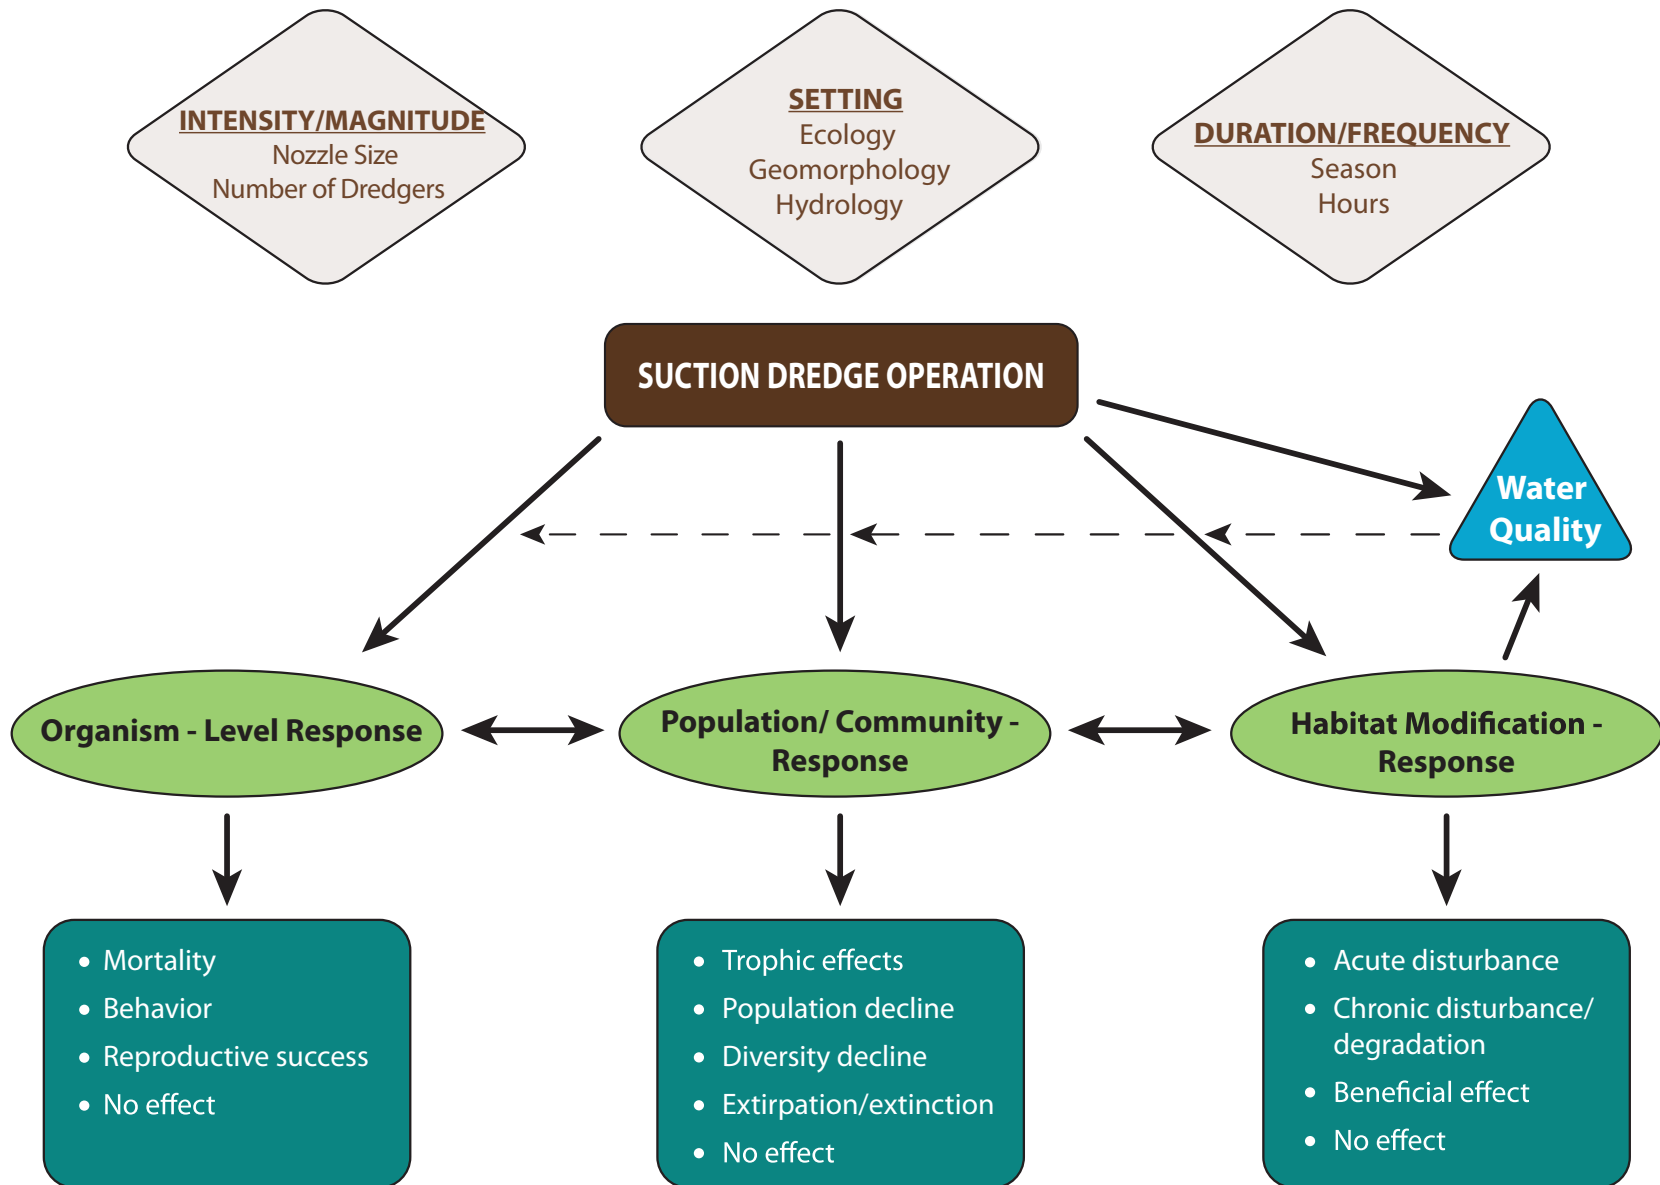 INTENSITY/MAGNITUDE
Nozzle Size
Number of Dredgers
SETTING
Ecology
Geomorphology
Hydrology
DURATION/FREQUENCY
Season
Hours
SUCTION DREDGE OPERATION
Water
Quality
Organism - Level Response
Population/ Community -
Response
Habitat Modification -
Response
• Mortality
• Behavior
• Reproductive success
• No effect
• Trophic effects
• Population decline
• Diversity decline
• Extirpation/extinction
• No effect
• Acute disturbance
• Chronic disturbance/
degradation
• Beneficial effect
• No effect